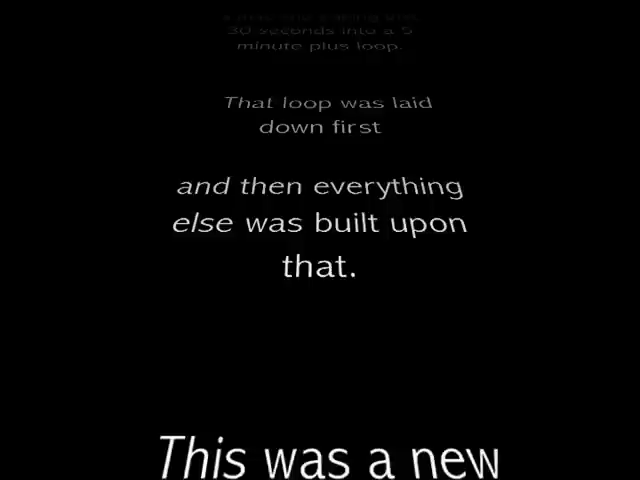 30 seconds into a 5
minute plus loop.
That loop was laid
down first
and then everything
else was built upon
that.
This was a new